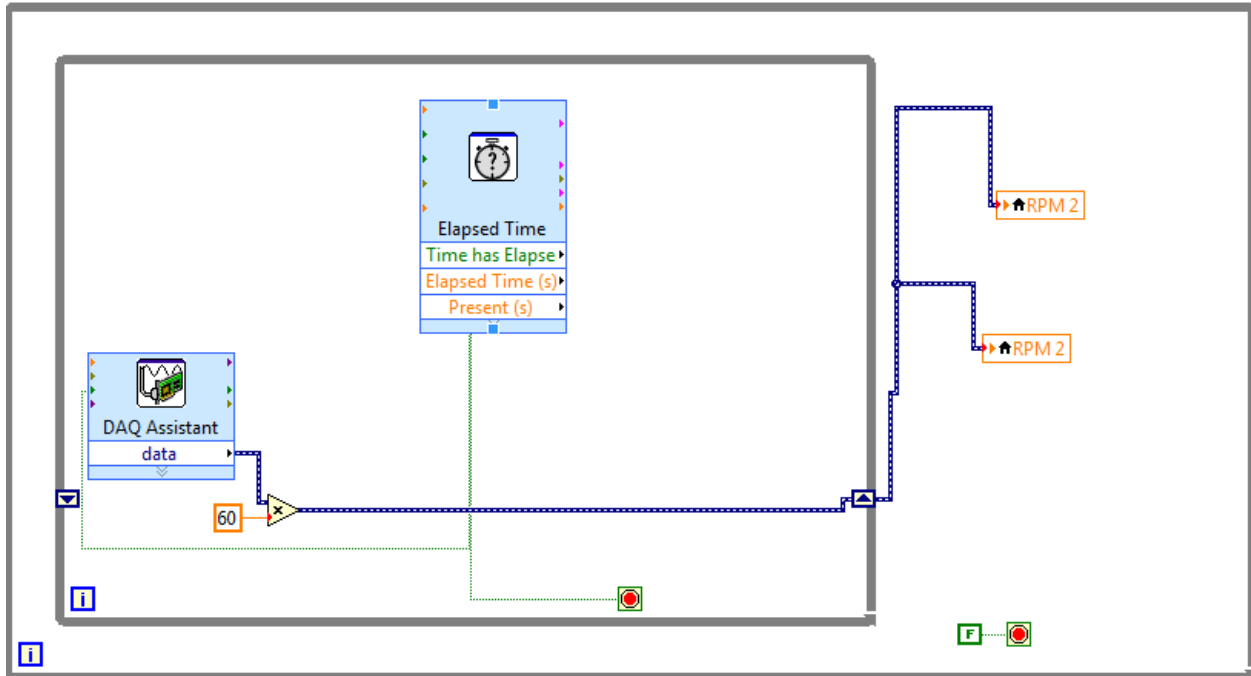 ?
Elapsed Time
Time has Elapse
Elapsed Time (s)
Present (s)
RPM 2
RPM 2
DAQ Assistant
data
60
x
i
F
i